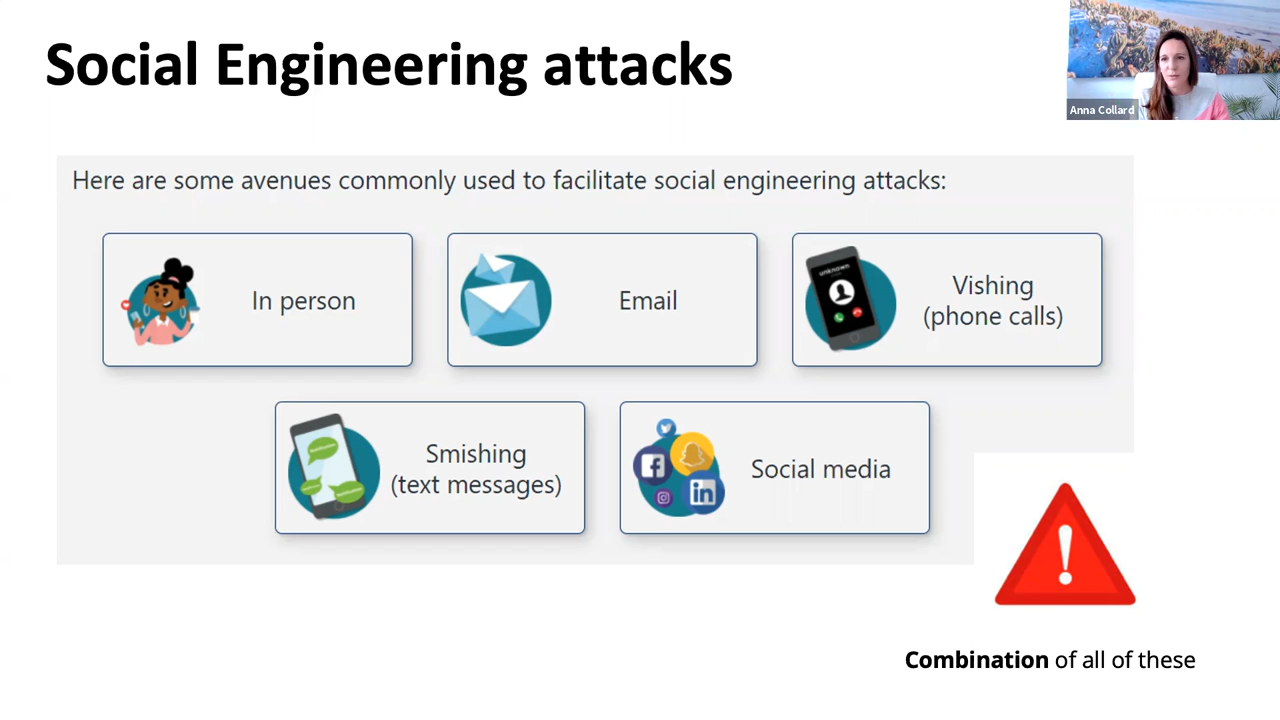 Social Engineering attacks
Anna Collard
Here are some avenues commonly used to facilitate social engineering attacks:
In person
Email
unknown
Vishing
(phone calls)
Smishing
(text messages)
Social media
Combination of all of these